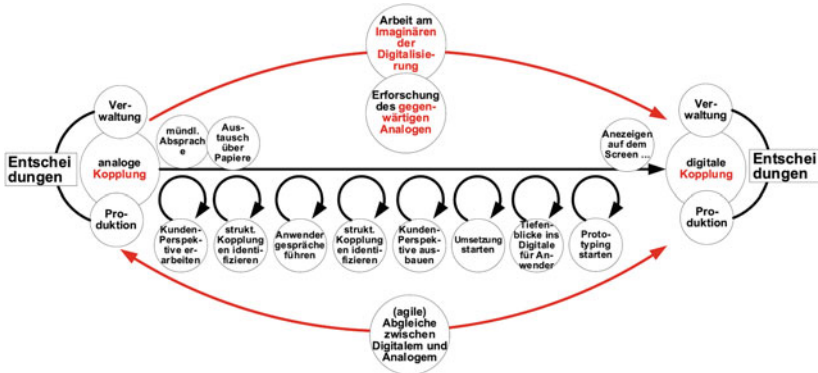 Arbeit am
Imaginären
der
Digitalisie-
rung
Erforschung
des gegen-
wärtigen
Analogen
Ver-
waltung
analoge
Kopplung
Pro-
duktion
Entschei
dungen
mündl.
Absprach
e
Aus-
tausch
über
Papiere
Anezeigen
auf dem
Screen ...
Kunden-
Perspek-
tive er-
arbeiten
strukt.
Kopplung
en identi-
fizieren
Anwender
gespräche
führen
strukt.
Kopplung
en identi-
fizieren
Kunden-
Perspek-
tive aus-
bauen
Umsetzung
starten
Tiefen-
blicke ins
Digitale
für An-
wender
Proto-
typing
starten
Ver-
waltung
digitale
Kopplung
Pro-
duktion
Entschei
dungen
(agile)
Abgleiche
zwischen
Digitalem und
Analogem